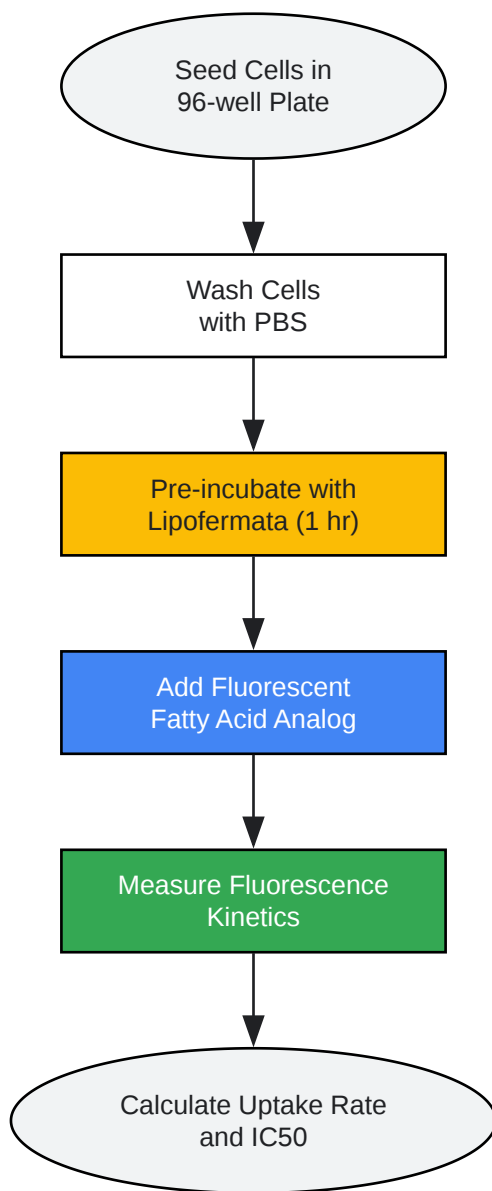 Seed Cells in
96-well Plate
Wash Cells
with PBS
Pre-incubate with
Lipofermata (1 hr)
Add Fluorescent
Fatty Acid Analog
Measure Fluorescence
Kinetics
Calculate Uptake Rate
and IC50